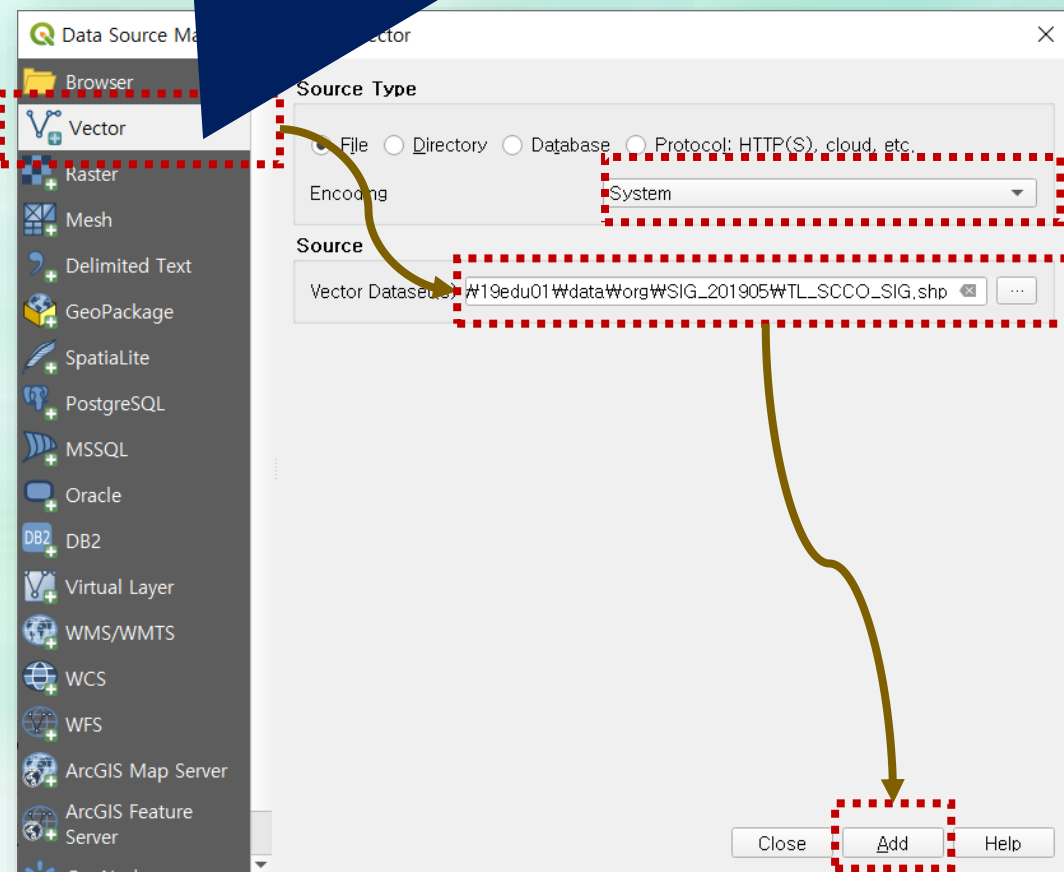 Data Source Ma
ctor
Browser
Vector
Raster
Mesh
Delimited Text
GeoPackage
SpatiaLite
PostgreSQL
MSSQL
Oracle
DB2
DB2
Virtual Layer
WMS/WMTS
WCS
WFS
ArcGIS Map Server
ArcGIS Feature
Server
Source Type
File Directory Database Protocol: HTTP(S), cloud, etc.
Encoding System
Source
Vector Dataset(s) ₩19edu01₩data₩org₩SIG_201905₩TL_SCCO_SIG.shp ...
Close Add Help